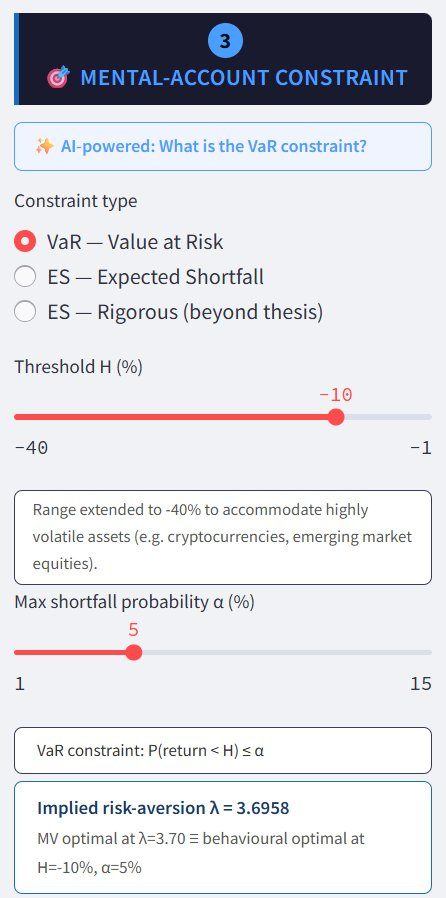 3
🎯 MENTAL-ACCOUNT CONSTRAINT
✨ AI-powered: What is the VaR constraint?
Constraint type
VaR — Value at Risk
ES — Expected Shortfall
ES — Rigorous (beyond thesis)
Threshold H (%)
-10
-40 -1
Range extended to -40% to accommodate highly
volatile assets (e.g. cryptocurrencies, emerging market
equities).
Max shortfall probability α (%)
5
1 15
VaR constraint: P(return < H) ≤ α
Implied risk-aversion λ = 3.6958
MV optimal at λ=3.70 ≡ behavioural optimal at
H=-10%, α=5%